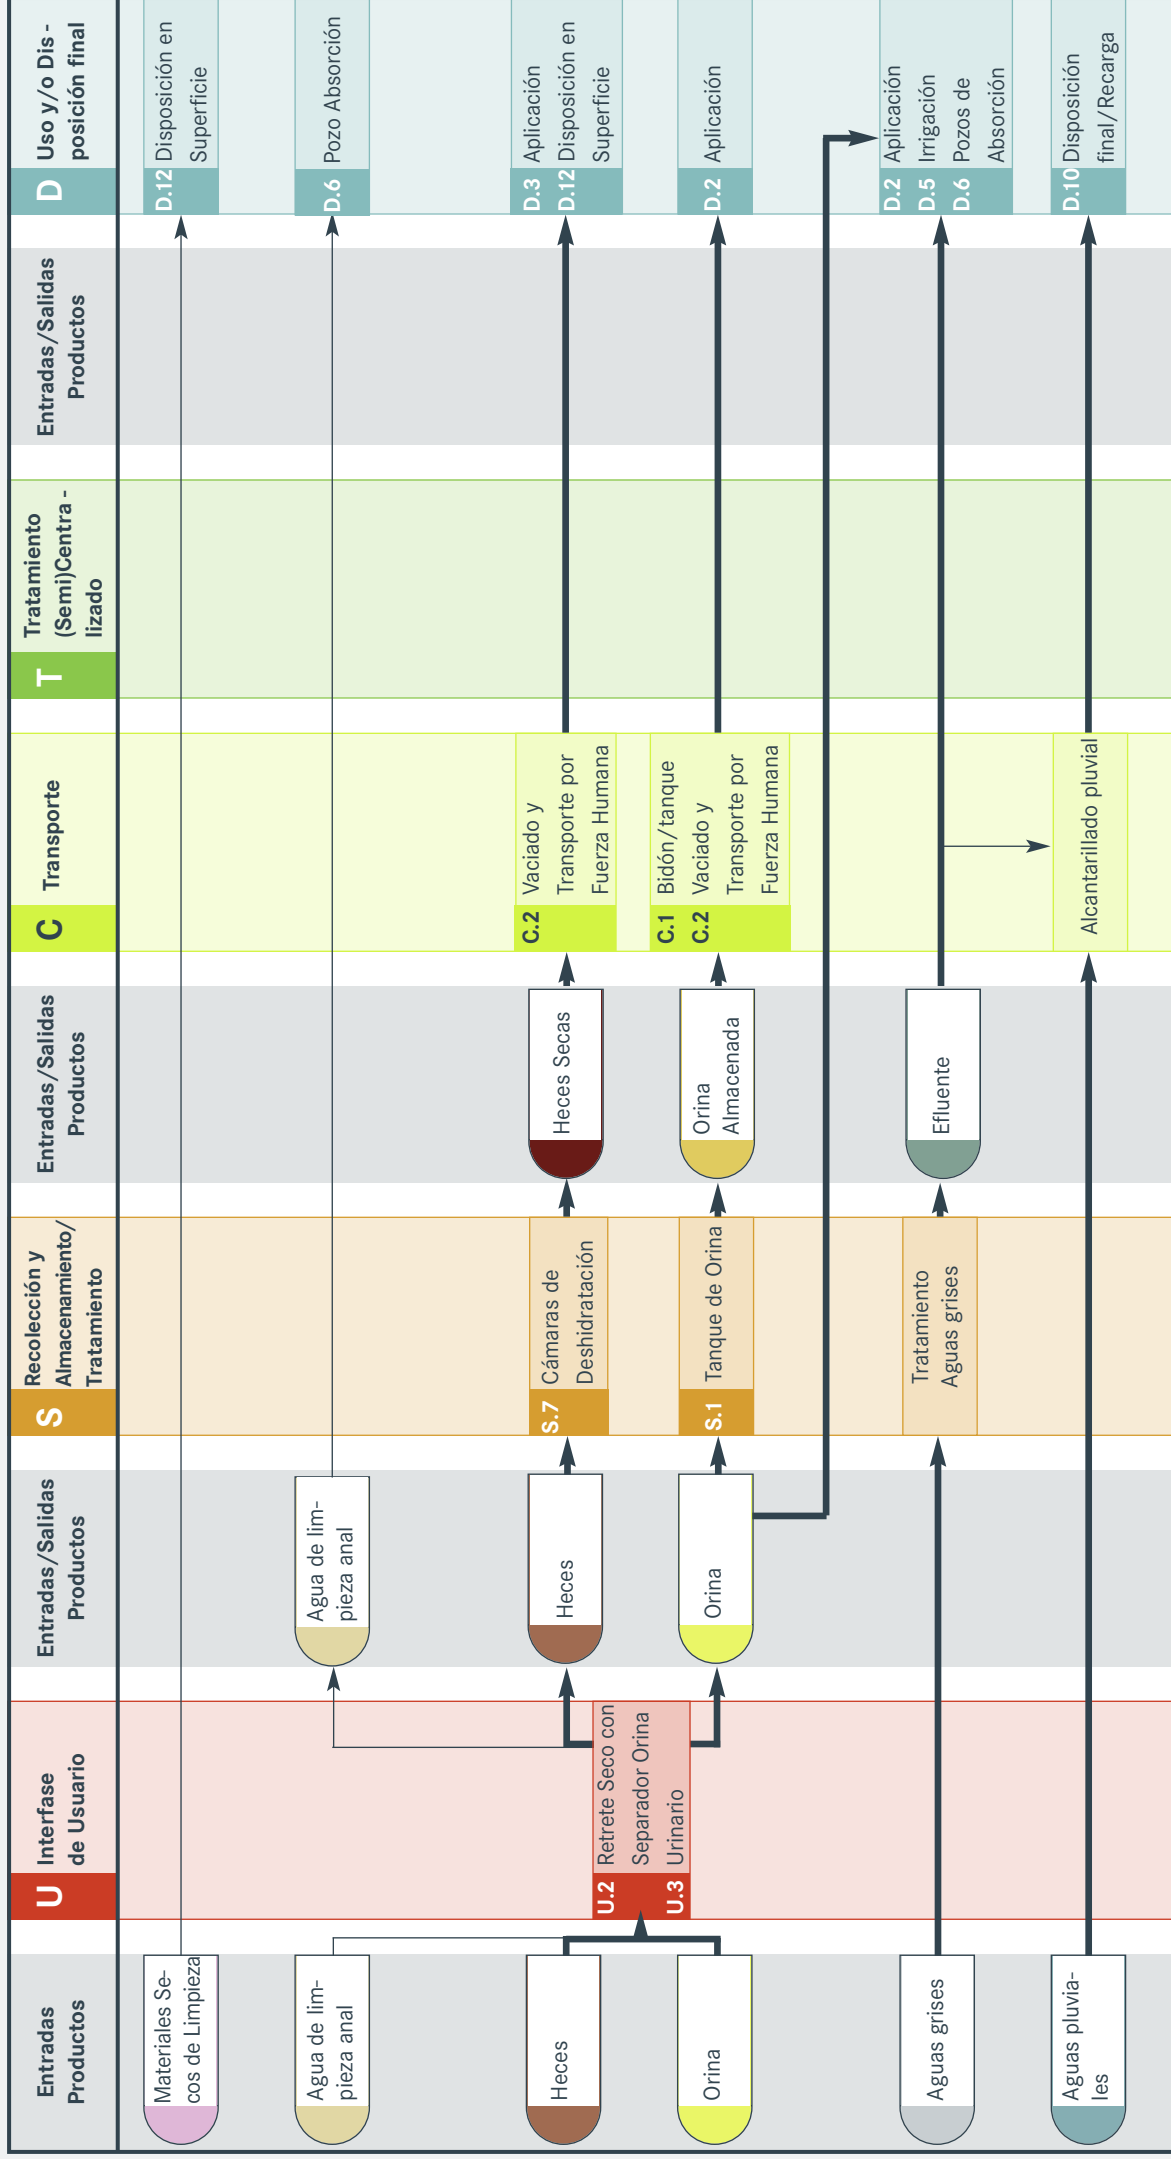 Entradas
Productos
U
Interfase
de Usuario
Entradas/Salidas
Productos
S
Recolección y
Almacenamiento/
Tratamiento
Entradas/Salidas
Productos
C
Transporte
T
Tratamiento
(Semi)Centra-
lizado
Entradas/Salidas
Productos
D
Uso y/o Dis-
posición final
Materiales Se-
cos de Limpieza
D.12 Disposición en
Superficie
Agua de lim-
pieza anal
Agua de lim-
pieza anal
D.6 Pozo Absorción
Heces
Orina
U.2 Retrete Seco con
Separador Orina
U.3 Urinario
Heces
S.7 Cámaras de
Deshidratación
Heces Secas
C.2 Vaciado y
Transporte por
Fuerza Humana
D.3 Aplicación
D.12 Disposición en
Superficie
Orina
S.1 Tanque de Orina
Orina
Almacenada
C.1 Bidón/tanque
C.2 Vaciado y
Transporte por
Fuerza Humana
D.2 Aplicación
Aguas grises
Tratamiento
Aguas grises
Efluente
D.2 Aplicación
D.5 Irrigación
D.6 Pozos de
Absorción
Aguas pluvia-
les
Alcantarillado pluvial
D.10 Disposición
final/Recarga